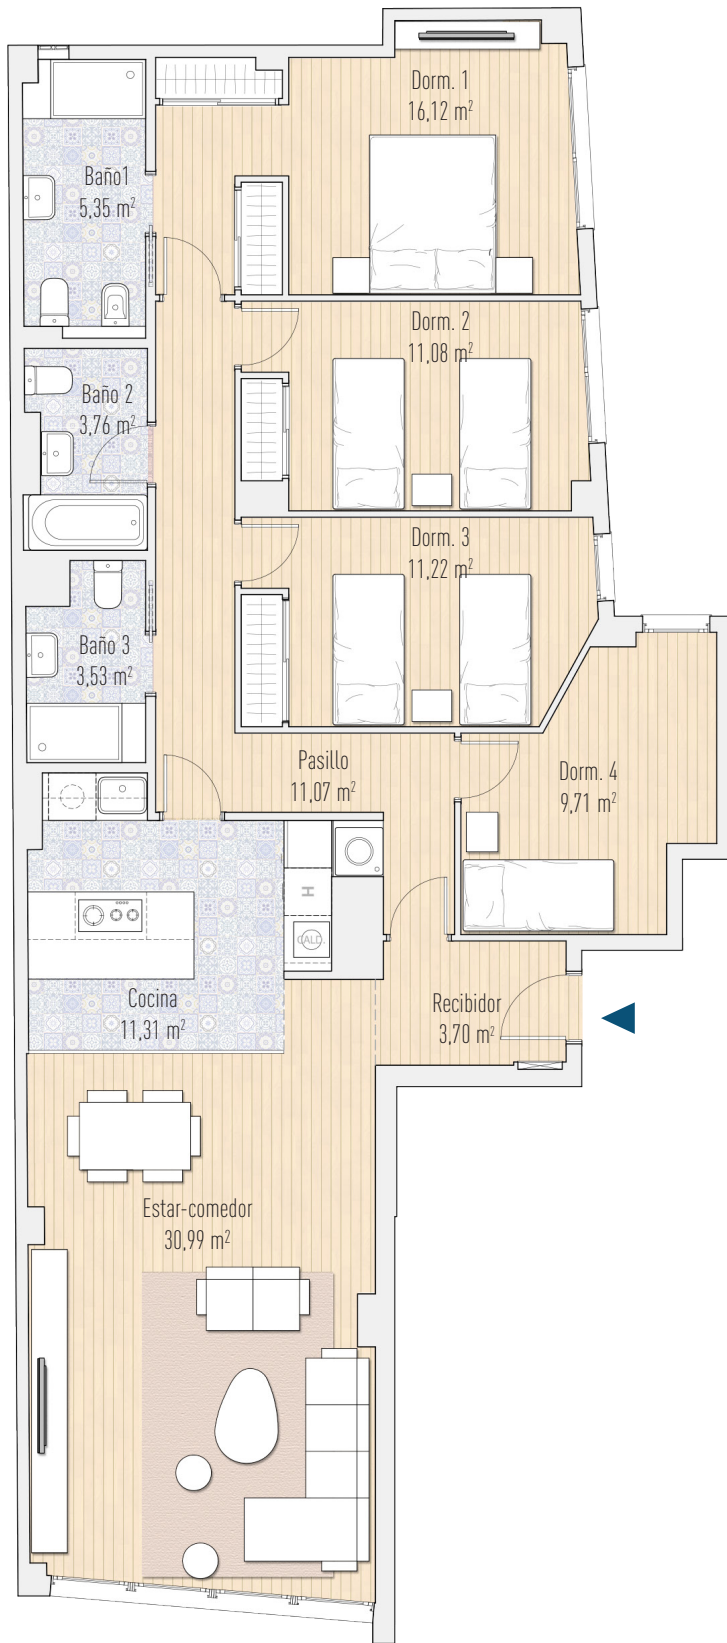 Dorm. 1
16,12 m²
Baño1
5,35 m²
Dorm. 2
11,08 m²
Baño 2
3,76 m²
Dorm. 3
11,22 m²
Baño 3
3,53 m²
Pasillo
11,07 m²
Dorm. 4
9,71 m²
H
CALD.
Cocina
11,31 m²
Recibidor
3,70 m²
Estar-comedor
30,99 m²